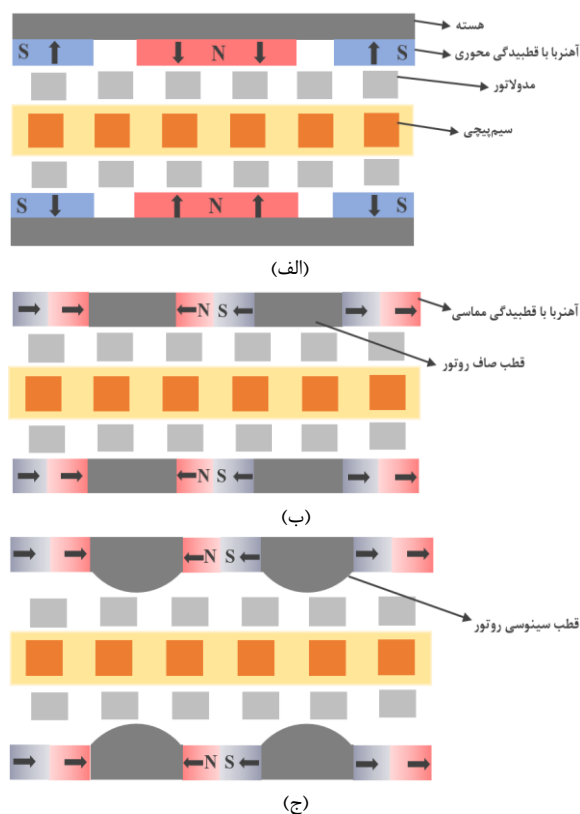 هسته
S N S
آهنربا با قطبیدگی محوری
مدولاتور
سیم‌پیچی
S N S
(الف)
N S
آهنربا با قطبیدگی مماسی
قطب صاف روتور
N S
(ب)
N S
قطب سینوسی روتور
N S
(ج)